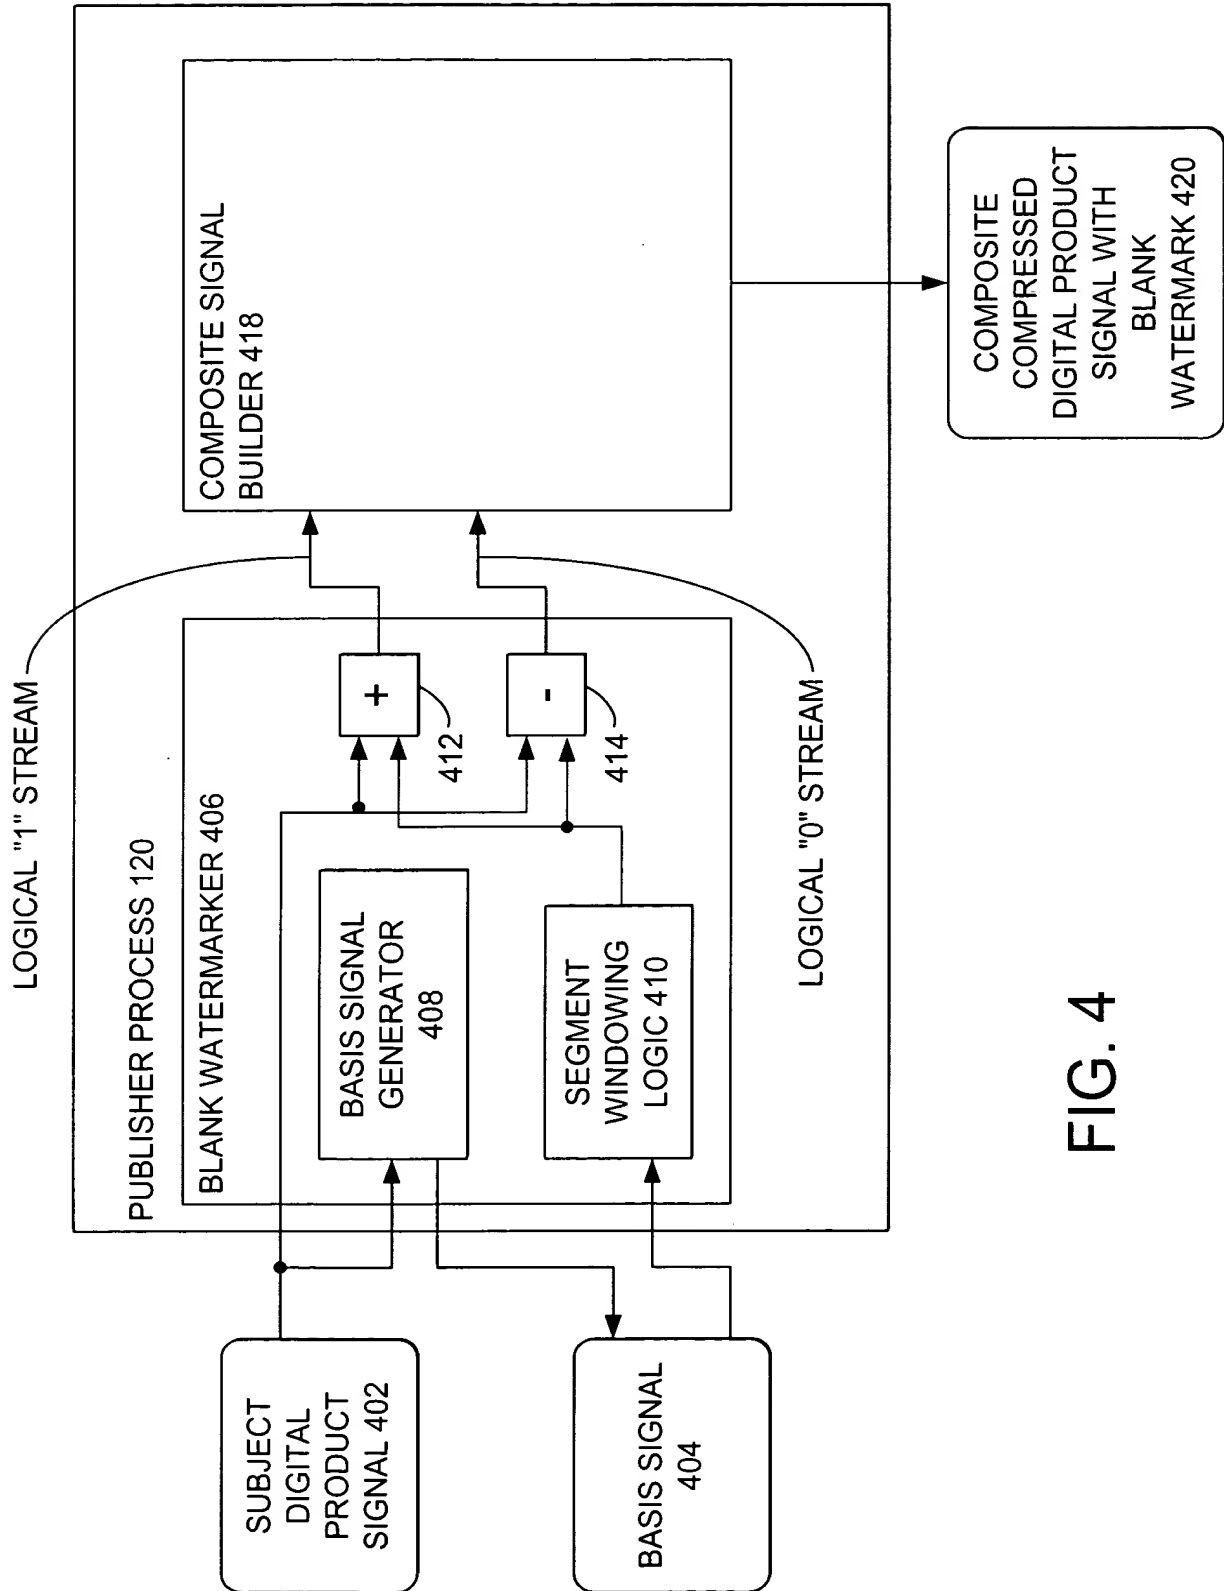 LOGICAL "1" STREAM
PUBLISHER PROCESS 120
BLANK WATERMARKER 406
COMPOSITE SIGNAL
BUILDER 418
SUBJECT
DIGITAL
PRODUCT
SIGNAL 402
BASIS SIGNAL
GENERATOR
408
+
412
SEGMENT
WINDOWING
LOGIC 410
-
414
BASIS SIGNAL
404
LOGICAL "0" STREAM
COMPOSITE
COMPRESSED
DIGITAL PRODUCT
SIGNAL WITH
BLANK
WATERMARK 420
FIG. 4